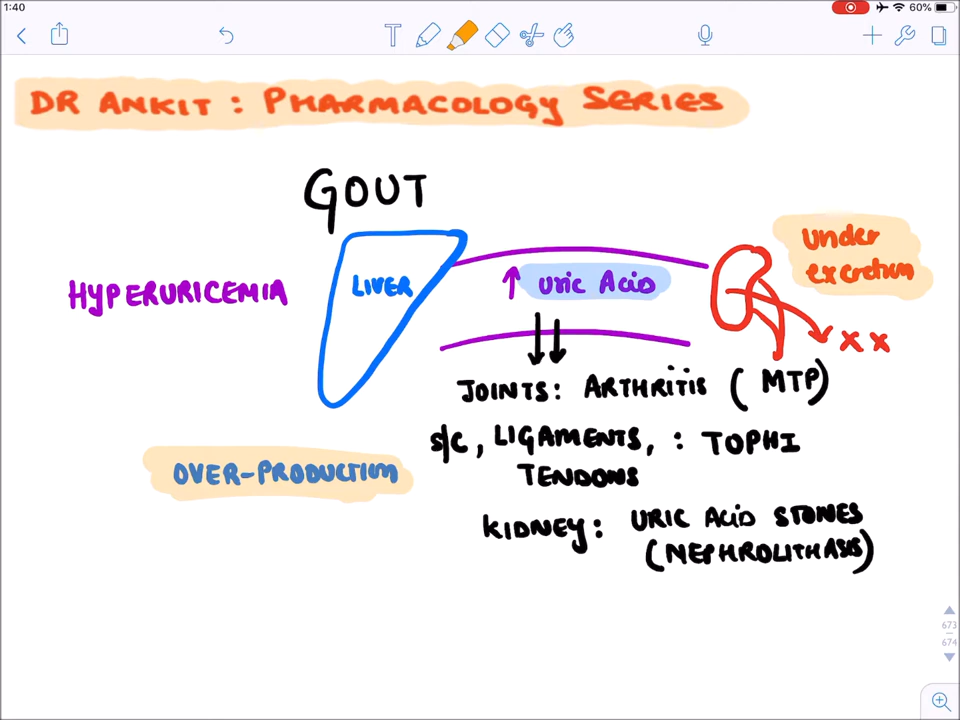 1:40
60%
T
DR ANKIT : PHARMACOLOGY SERIES
GOUT
Under
excretion
HYPERURICEMIA
LIVER
↑ Uric Acid
x x
JOINTS: ARTHRITIS (MTP)
S/C, LIGAMENTS, : TOPHI
TENDONS
OVER-PRODUCTION
KIDNEY: URIC ACID STONES
(NEPHROLITHASIS)
673
674